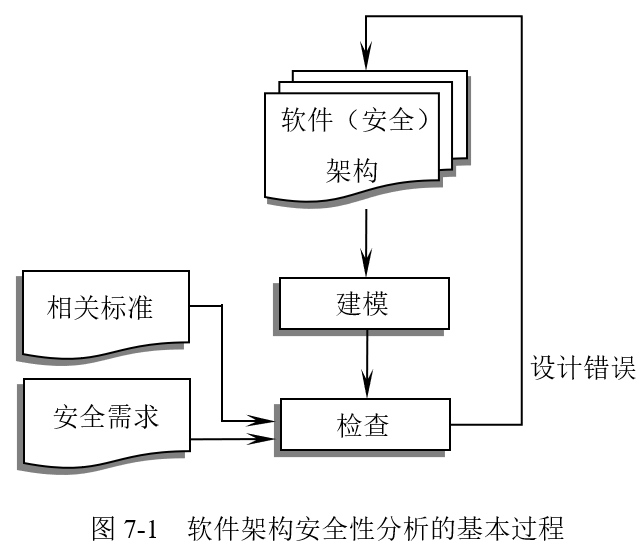 软件（安全）
架构
建模
相关标准
设计错误
安全需求
检查
图 7-1 软件架构安全性分析的基本过程